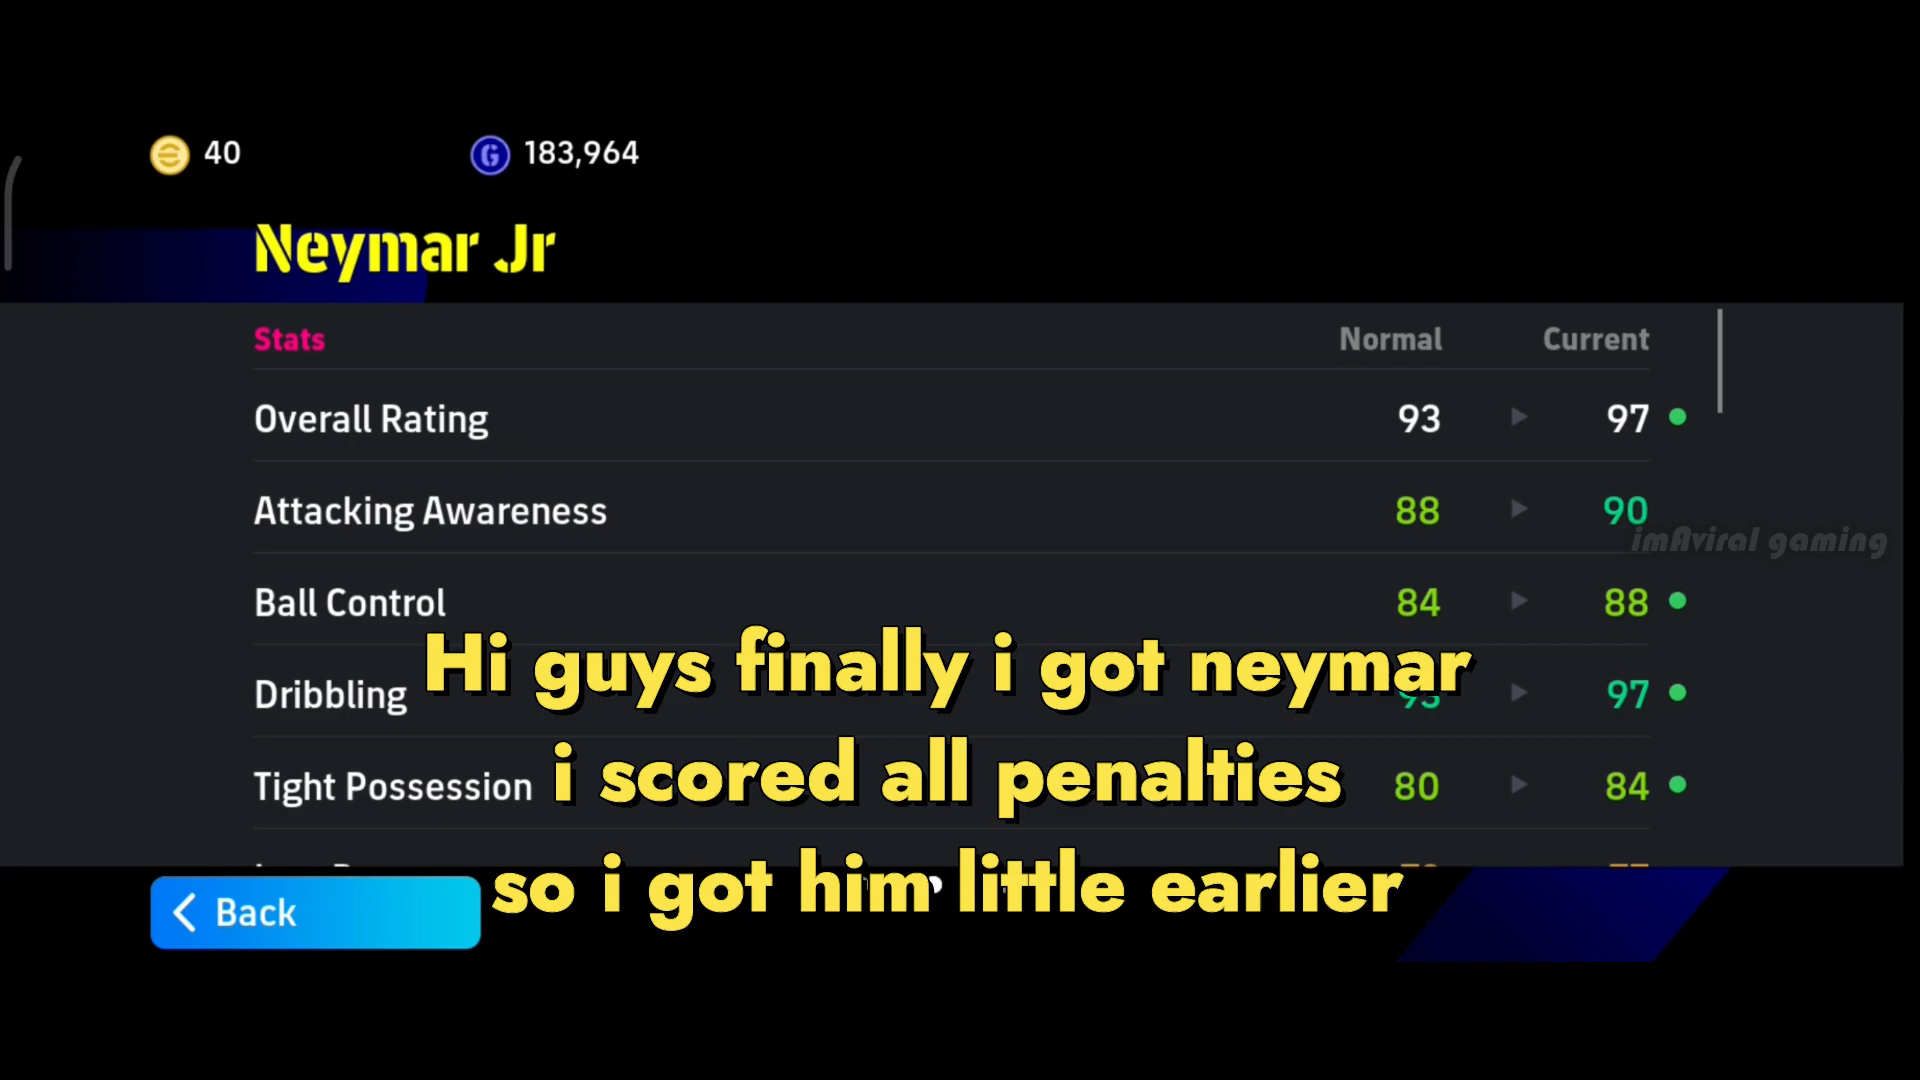 40 183,964
Neymar Jr
Stats Normal Current
Overall Rating 93 97
Attacking Awareness 88 90
imAviral gaming
Ball Control 84 88
Hi guys finally i got neymar
Dribbling 97
i scored all penalties
Tight Possession 80 84
so i got him little earlier
Back